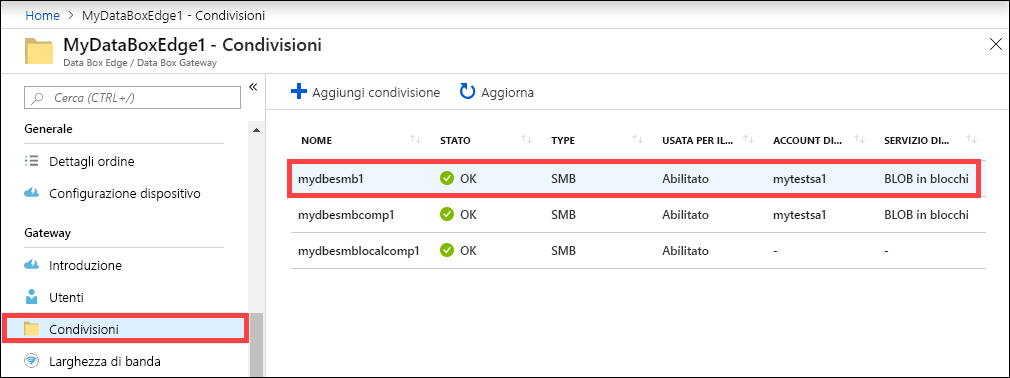 Home > MyDataBoxEdge1 - Condivisioni
MyDataBoxEdge1 - Condivisioni
Data Box Edge / Data Box Gateway
Cerca (CTRL+/)
Generale
Dettagli ordine
Configurazione dispositivo
Gateway
Introduzione
Utenti
Condivisioni
Larghezza di banda
Aggiungi condivisione Aggiorna
NOME STATO TYPE USATA PER IL... ACCOUNT DI... SERVIZIO DI...
mydbesmb1 OK SMB Abilitato mytestsa1 BLOB in blocchi
mydbesmbcomp1 OK SMB Abilitato mytestsa1 BLOB in blocchi
mydbesmblocalcomp1 OK SMB Abilitato - -